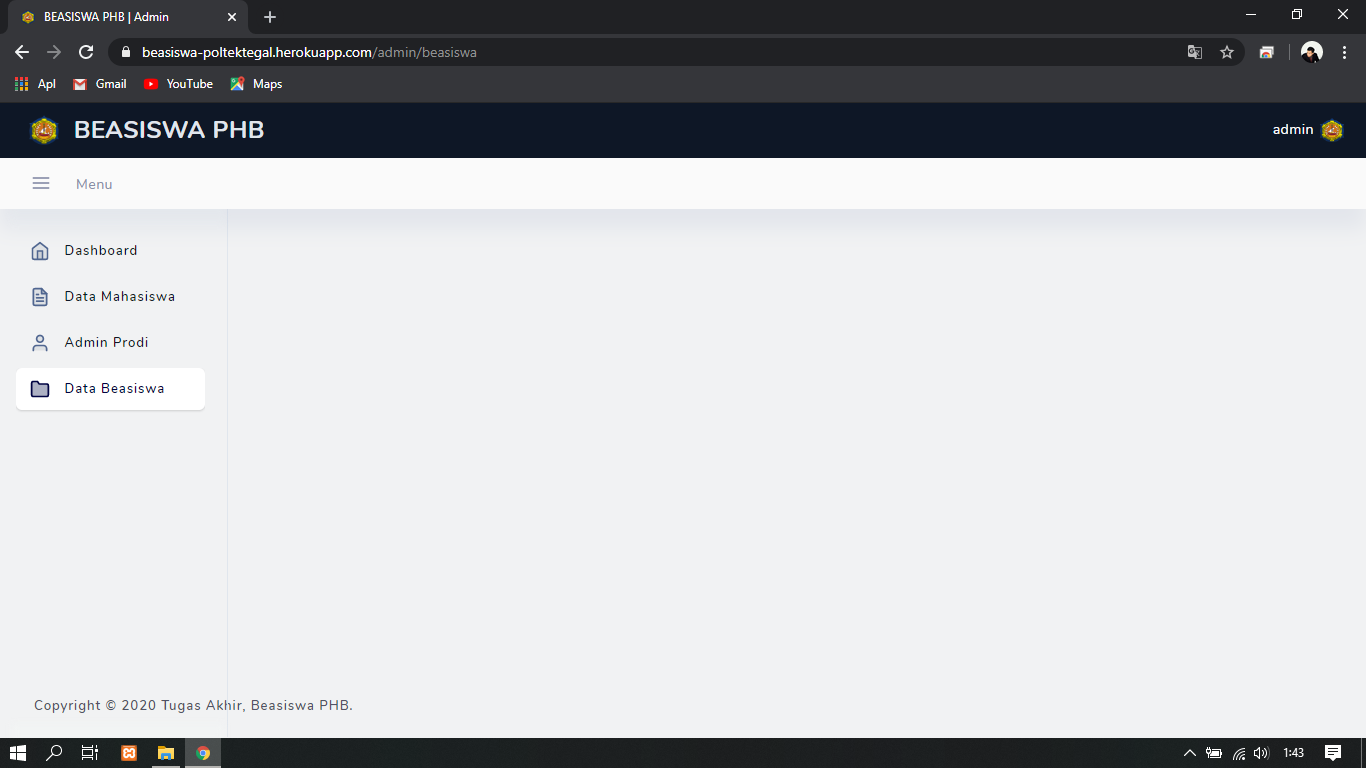 BEASISWA PHB | Admin
beasiswa-poltektegal.herokuapp.com/admin/beasiswa
Apl Gmail YouTube Maps
BEASISWA PHB admin
Menu
Dashboard
Data Mahasiswa
Admin Prodi
Data Beasiswa
Copyright © 2020 Tugas Akhir, Beasiswa PHB.
1:43